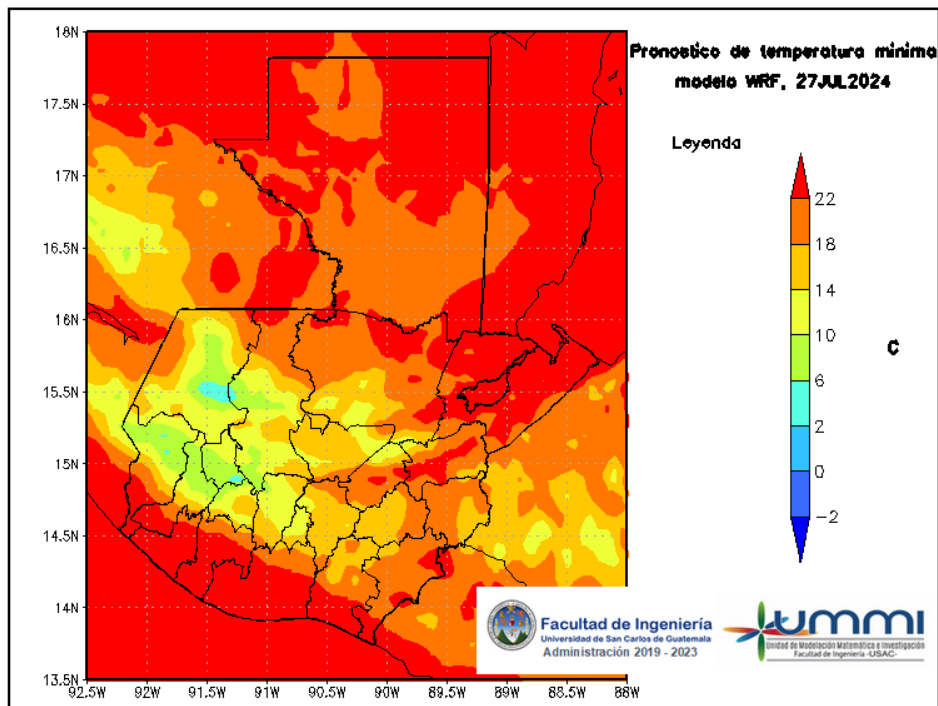 Pronostico de temperatura minima
modelo WRF, 27JUL2024
Leyenda
22
18
14
10
6
2
0
-2
C
18N
17.5N
17N
16.5N
16N
15.5N
15N
14.5N
14N
13.5N
92.5W
92W
91.5W
91W
90.5W
90W
89.5W
89W
88.5W
88W
Facultad de Ingeniería
Universidad de San Carlos de Guatemala
Administración 2019 - 2023
ummi
Unidad de Modelación Matemática e Investigación
Facultad de Ingeniería -USAC-